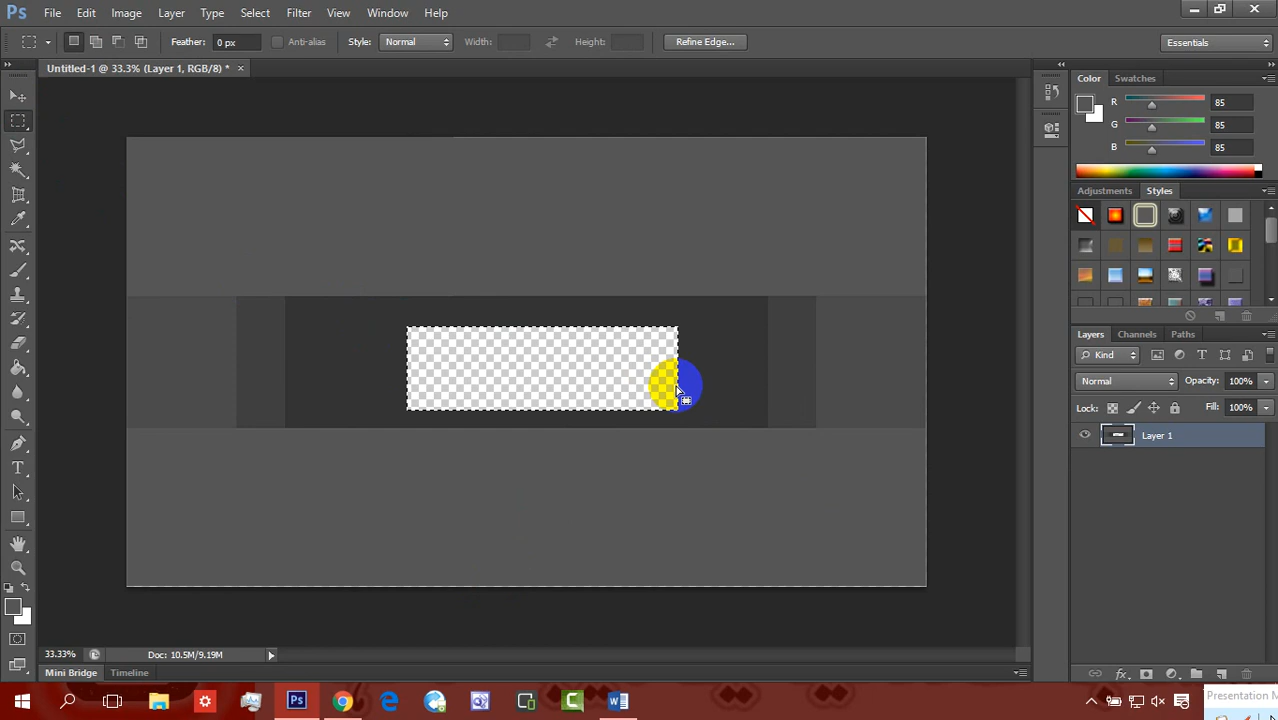 Ps File Edit Image Layer Type Select Filter View Window Help
Feather: 0 px Anti-alias Style: Normal Width: Height: Refine Edge... Essentials
Untitled-1 @ 33.3% (Layer 1, RGB/8) *
Color Swatches
R 85
G 85
B 85
Adjustments Styles
Layers Channels Paths
Kind
Normal Opacity: 100%
Lock: Fill: 100%
Layer 1
33.33% Doc: 10.5M/9.19M
Mini Bridge Timeline
Presentation M